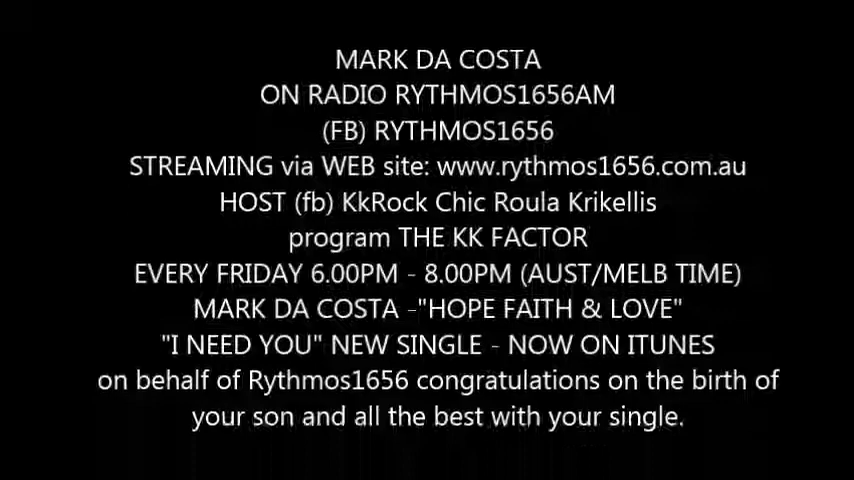 MARK DA COSTA
ON RADIO RYTHMOS1656AM
(FB) RYTHMOS1656
STREAMING via WEB site: www.rythmos1656.com.au
HOST (fb) KkRock Chic Roula Krikellis
program THE KK FACTOR
EVERY FRIDAY 6.00PM - 8.00PM (AUST/MELB TIME)
MARK DA COSTA -"HOPE FAITH & LOVE"
"I NEED YOU" NEW SINGLE - NOW ON ITUNES
on behalf of Rythmos1656 congratulations on the birth of
your son and all the best with your single.